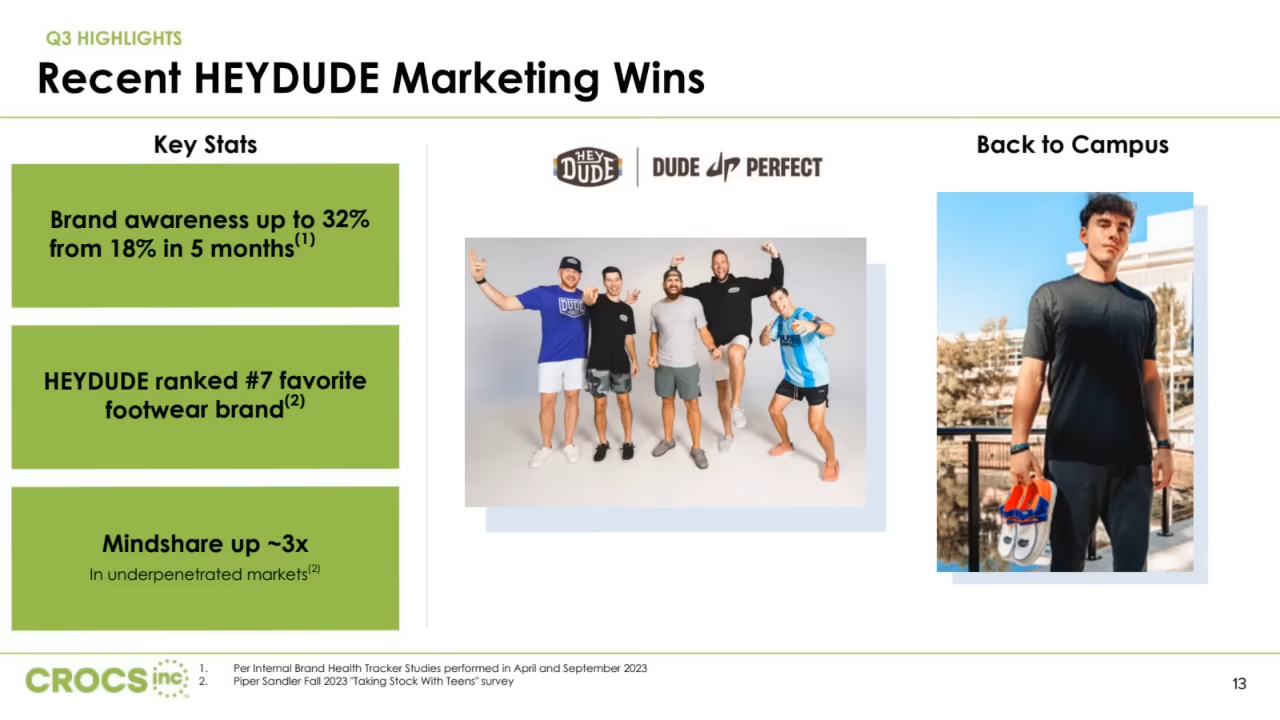 Q3 HIGHLIGHTS
Recent HEYDUDE Marketing Wins
Key Stats
Brand awareness up to 32%
from 18% in 5 months(1)
HEYDUDE ranked #7 favorite
footwear brand(2)
Mindshare up ~3x
In underpenetrated markets(2)
HEY
DUDE
DUDE dp PERFECT
DUDE
Back to Campus
CROCS inc.
1. Per Internal Brand Health Tracker Studies performed in April and September 2023
2. Piper Sandler Fall 2023 "Taking Stock With Teens" survey
13